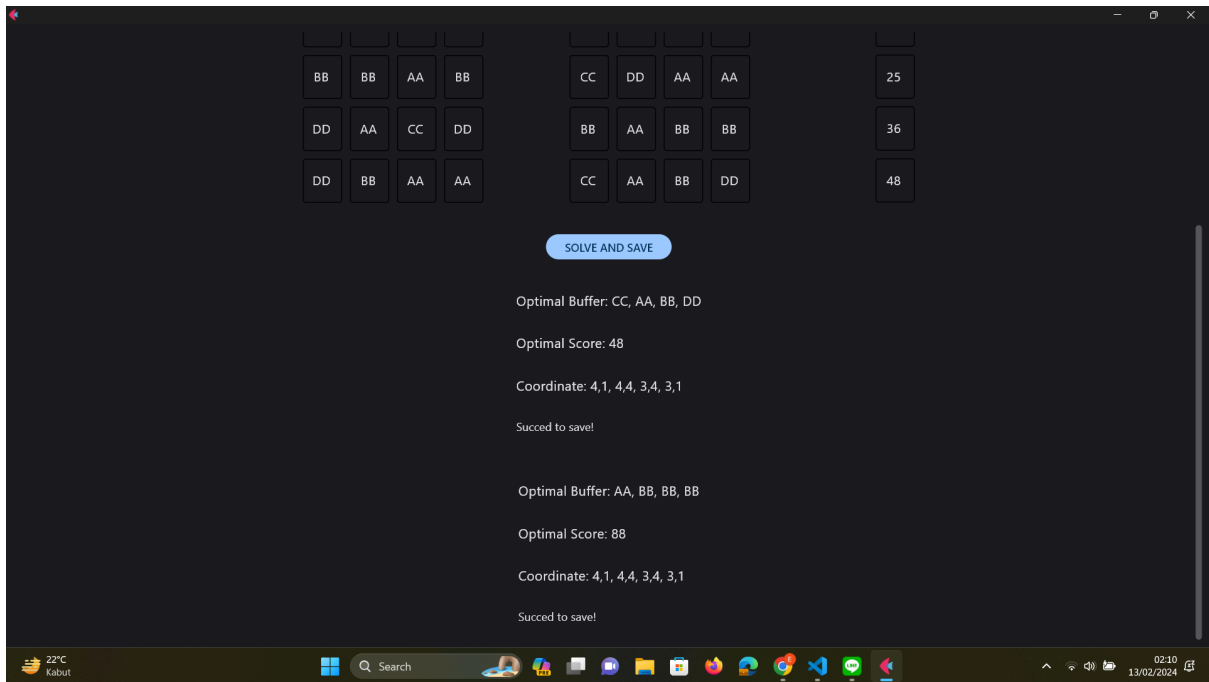 BB BB AA BB CC DD AA AA 25
DD AA CC DD BB AA BB BB 36
DD BB AA AA CC AA BB DD 48
SOLVE AND SAVE
Optimal Buffer: CC, AA, BB, DD
Optimal Score: 48
Coordinate: 4,1, 4,4, 3,4, 3,1
Succed to save!
Optimal Buffer: AA, BB, BB, BB
Optimal Score: 88
Coordinate: 4,1, 4,4, 3,4, 3,1
Succed to save!
22°C
Kabut
Search
PRE
E
LINE
02:10
13/02/2024